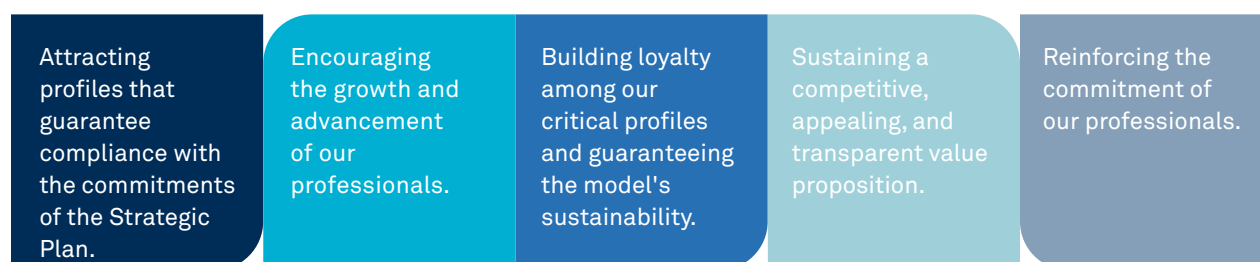 Attracting
profiles that
guarantee
compliance with
the commitments
of the Strategic
Plan.
Encouraging
the growth and
advancement
of our
professionals.
Building loyalty
among our
critical profiles
and guaranteeing
the model's
sustainability.
Sustaining a
competitive,
appealing, and
transparent value
proposition.
Reinforcing the
commitment of
our professionals.